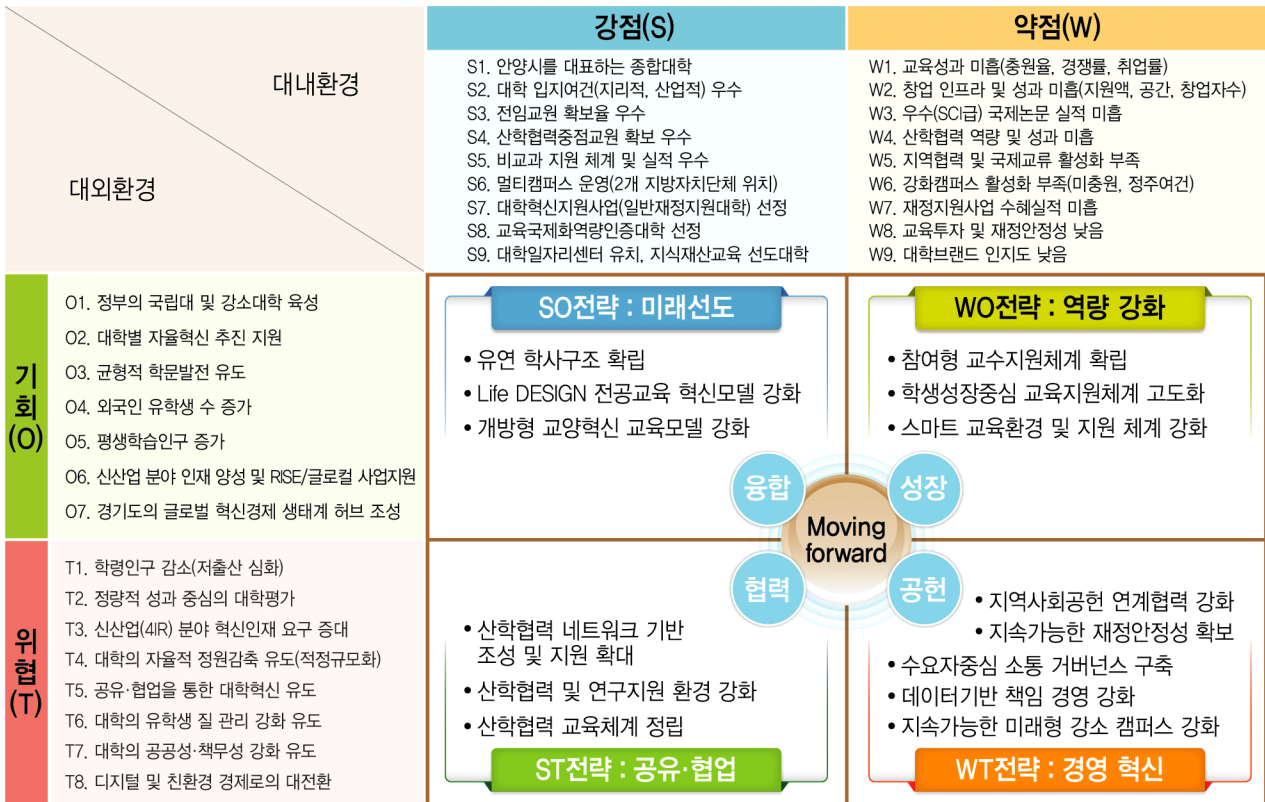 대내환경
대외환경
강점(S)
S1. 안양시를 대표하는 종합대학
S2. 대학 입지여건(지리적, 산업적) 우수
S3. 전임교원 확보율 우수
S4. 산학협력중점교원 확보 우수
S5. 비교과 지원 체계 및 실적 우수
S6. 멀티캠퍼스 운영(2개 지방자치단체 위치)
S7. 대학혁신지원사업(일반재정지원대학) 선정
S8. 교육국제화역량인증대학 선정
S9. 대학일자리센터 유치, 지식재산교육 선도대학
약점(W)
W1. 교육성과 미흡(충원율, 경쟁률, 취업률)
W2. 창업 인프라 및 성과 미흡(지원액, 공간, 창업자수)
W3. 우수(SCI급) 국제논문 실적 미흡
W4. 산학협력 역량 및 성과 미흡
W5. 지역협력 및 국제교류 활성화 부족
W6. 강화캠퍼스 활성화 부족(미충원, 정주여건)
W7. 재정지원사업 수혜실적 미흡
W8. 교육투자 및 재정안정성 낮음
W9. 대학브랜드 인지도 낮음
기
회
(O)
O1. 정부의 국립대 및 강소대학 육성
O2. 대학별 자율혁신 추진 지원
O3. 균형적 학문발전 유도
O4. 외국인 유학생 수 증가
O5. 평생학습인구 증가
O6. 신산업 분야 인재 양성 및 RISE/글로컬 사업지원
O7. 경기도의 글로벌 혁신경제 생태계 허브 조성
SO전략 : 미래선도
• 유연 학사구조 확립
• Life DESIGN 전공교육 혁신모델 강화
• 개방형 교양혁신 교육모델 강화
WO전략 : 역량 강화
• 참여형 교수지원체계 확립
• 학생성장중심 교육지원체계 고도화
• 스마트 교육환경 및 지원 체계 강화
융합
성장
Moving
forward
협력
공헌
위
협
(T)
T1. 학령인구 감소(저출산 심화)
T2. 정량적 성과 중심의 대학평가
T3. 신산업(4IR) 분야 혁신인재 요구 증대
T4. 대학의 자율적 정원감축 유도(적정규모화)
T5. 공유·협업을 통한 대학혁신 유도
T6. 대학의 유학생 질 관리 강화 유도
T7. 대학의 공공성·책무성 강화 유도
T8. 디지털 및 친환경 경제로의 대전환
• 산학협력 네트워크 기반
조성 및 지원 확대
• 산학협력 및 연구지원 환경 강화
• 산학협력 교육체계 정립
ST전략 : 공유·협업
• 지역사회공헌 연계협력 강화
• 지속가능한 재정안정성 확보
• 수요자중심 소통 거버넌스 구축
• 데이터기반 책임 경영 강화
• 지속가능한 미래형 강소 캠퍼스 강화
WT전략 : 경영 혁신